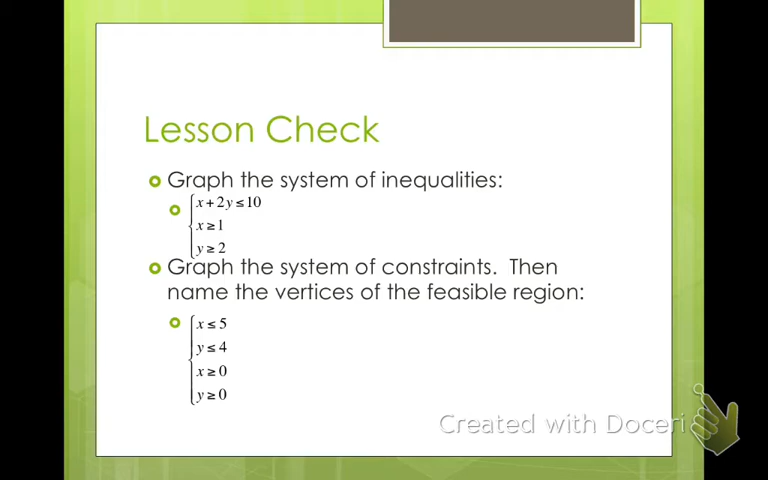 Lesson Check
Graph the system of inequalities:
x + 2y ≤ 10
x ≥ 1
y ≥ 2
Graph the system of constraints. Then
name the vertices of the feasible region:
x ≤ 5
y ≤ 4
x ≥ 0
y ≥ 0
Created with Doceri